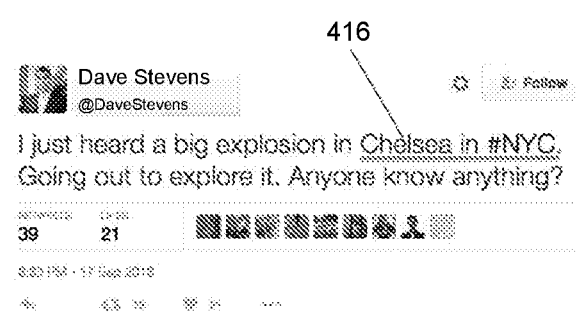 416
Dave Stevens
@DaveStevens
Follow
I just heard a big explosion in Chelsea in #NYC.
Going out to explore it. Anyone know anything?
39 21